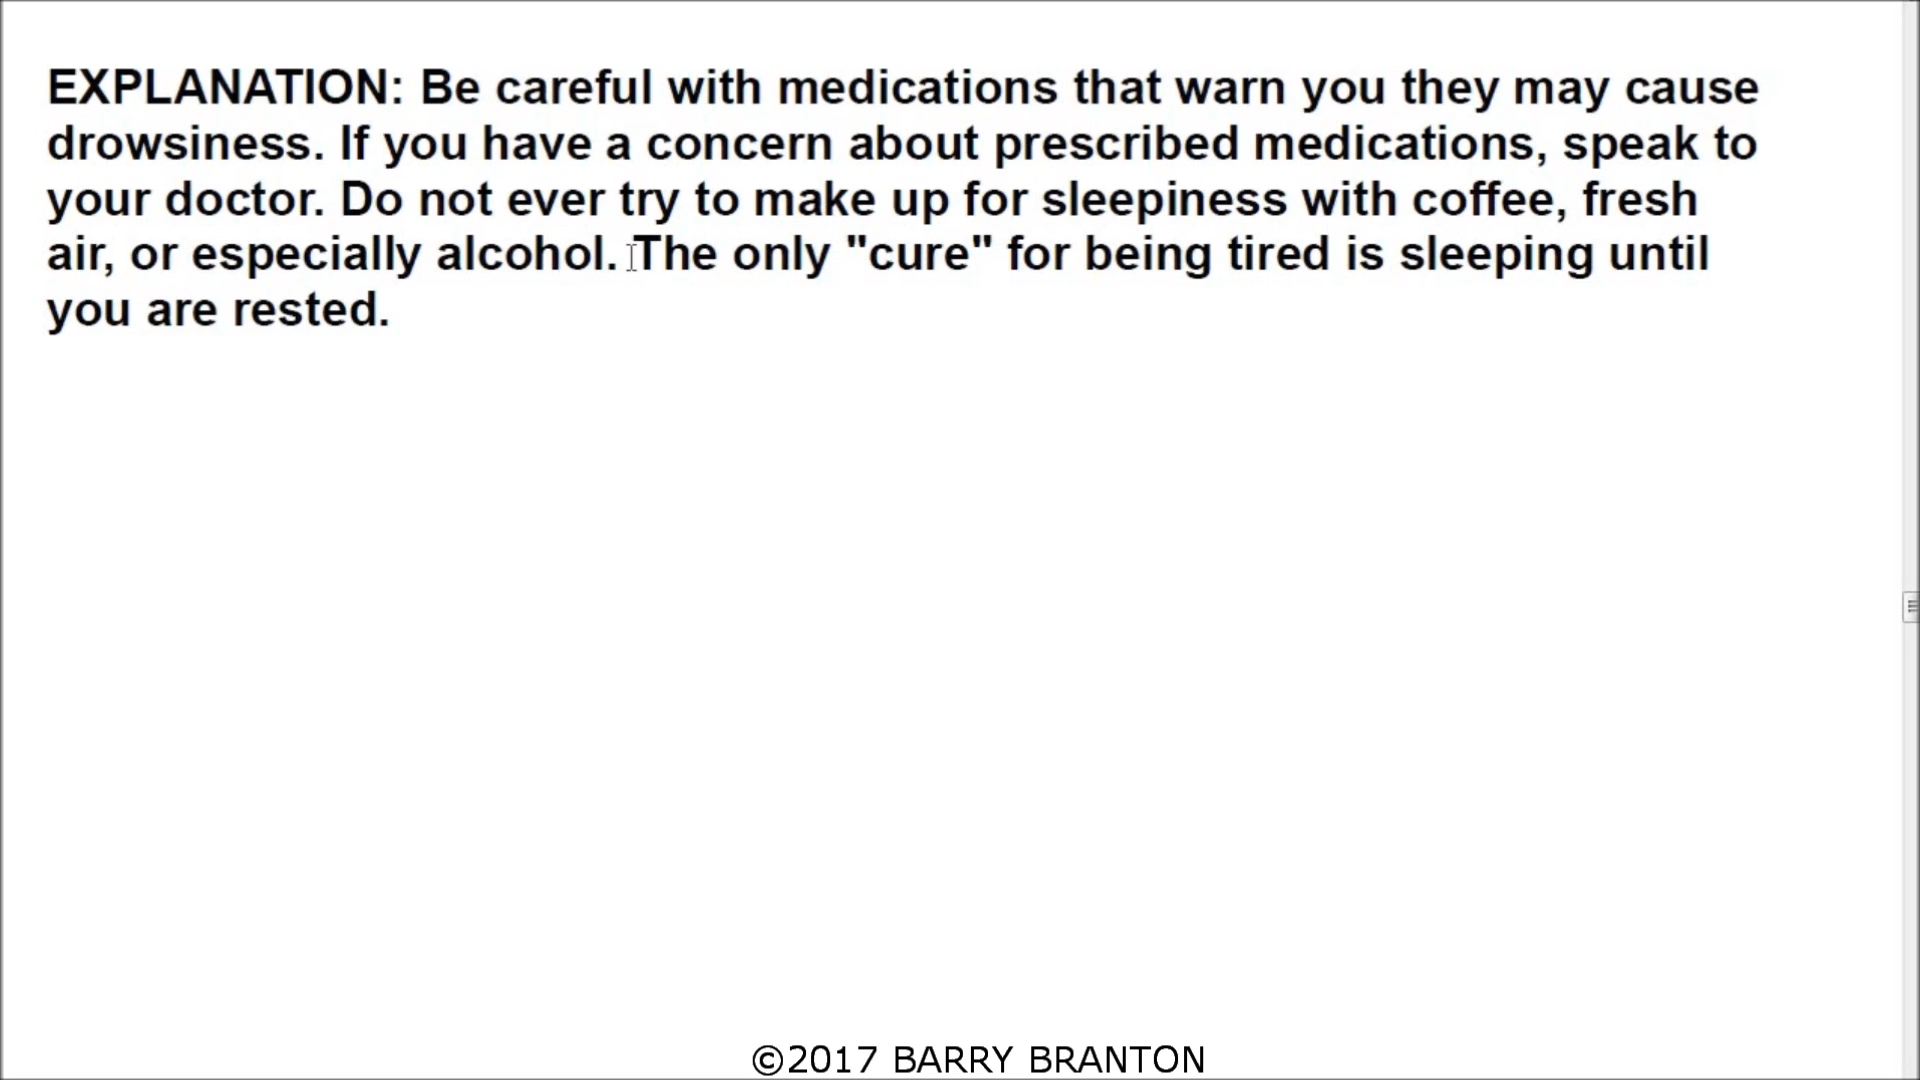 EXPLANATION: Be careful with medications that warn you they may cause
drowsiness. If you have a concern about prescribed medications, speak to
your doctor. Do not ever try to make up for sleepiness with coffee, fresh
air, or especially alcohol. The only "cure" for being tired is sleeping until
you are rested.
©2017 BARRY BRANTON